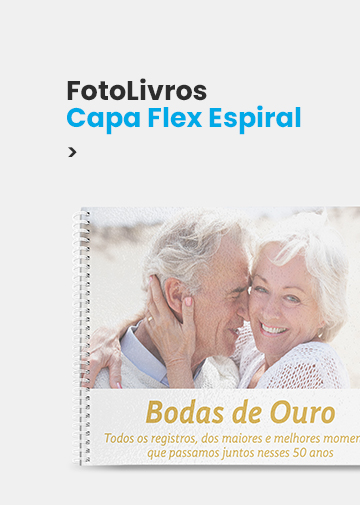 FotoLivros
Capa Flex Espiral
>
Bodas de Ouro
Todos os registros, dos maiores e melhores
que passamos juntos nesses 50 anos